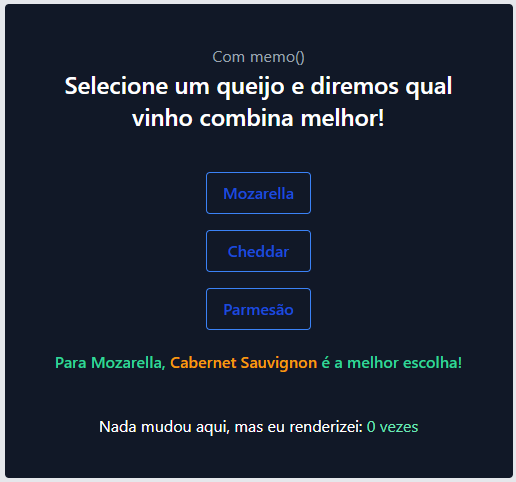 Com memo()
Selecione um queijo e diremos qual
vinho combina melhor!
Mozarella
Cheddar
Parmesão
Para Mozarella, Cabernet Sauvignon é a melhor escolha!
Nada mudou aqui, mas eu renderizei: 0 vezes